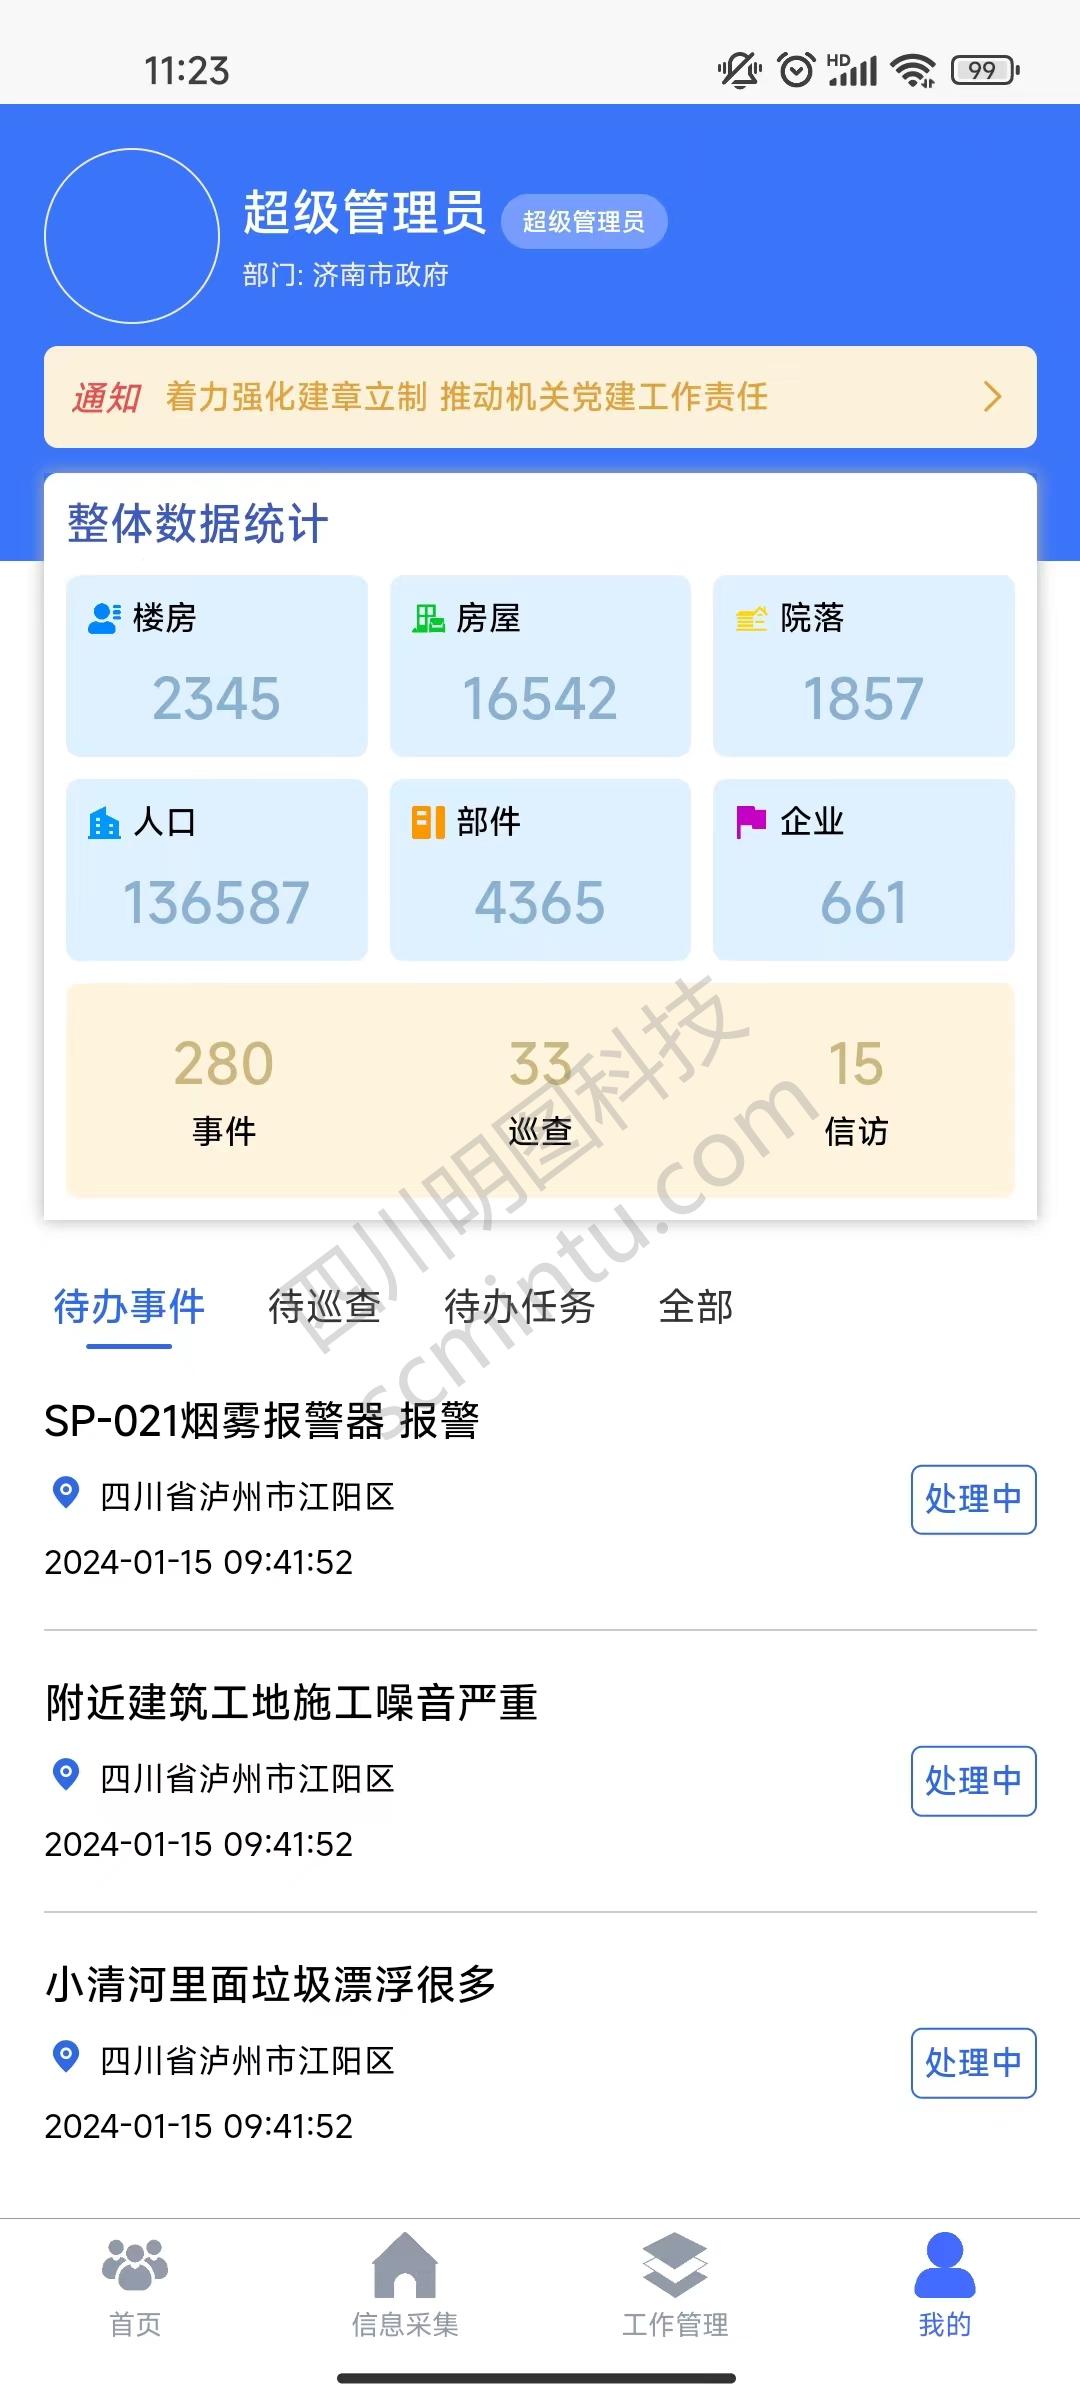 11:23
HD
99
超级管理员 超级管理员
部门: 济南市政府
通知 着力强化建章立制 推动机关党建工作责任
整体数据统计
楼房 房屋 院落
2345 16542 1857
人口 部件 企业
136587 4365 661
280 33 15
事件 巡查 信访
四川明图科技
scmintu.com
待办事件 待巡查 待办任务 全部
SP-021烟雾报警器 报警
四川省泸州市江阳区
处理中
2024-01-15 09:41:52
附近建筑工地施工噪音严重
四川省泸州市江阳区
处理中
2024-01-15 09:41:52
小清河里面垃圾漂浮很多
四川省泸州市江阳区
处理中
2024-01-15 09:41:52
首页 信息采集 工作管理 我的